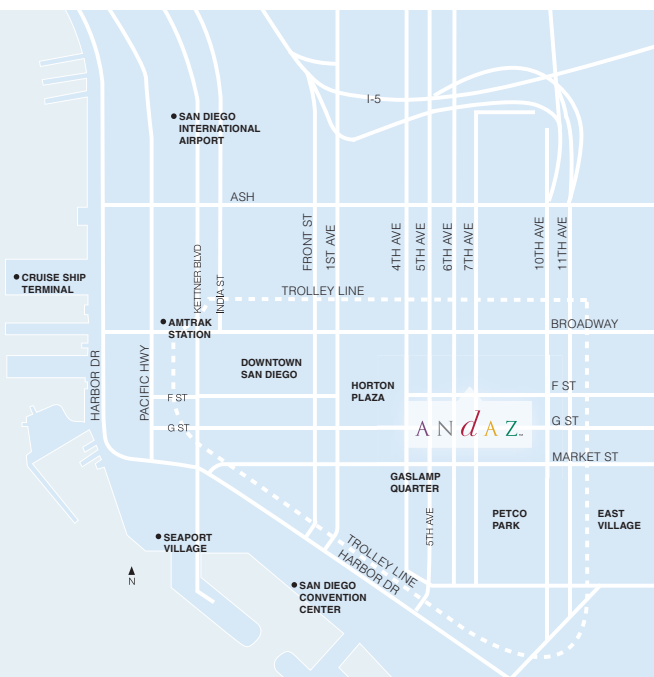 I-5
SAN DIEGO
INTERNATIONAL
AIRPORT
ASH
FRONT ST
1ST AVE
4TH AVE
5TH AVE
6TH AVE
7TH AVE
10TH AVE
11TH AVE
KETTNER BLVD
INDIA ST
CRUISE SHIP
TERMINAL
TROLLEY LINE
AMTRAK
STATION
BROADWAY
HARBOR DR
PACIFIC HWY
DOWNTOWN
SAN DIEGO
HORTON
PLAZA
F ST
F ST
G ST
G ST
ANdAZ™
MARKET ST
GASLAMP
QUARTER
5TH AVE
PETCO
PARK
EAST
VILLAGE
SEAPORT
VILLAGE
TROLLEY LINE
HARBOR DR
N
SAN DIEGO
CONVENTION
CENTER